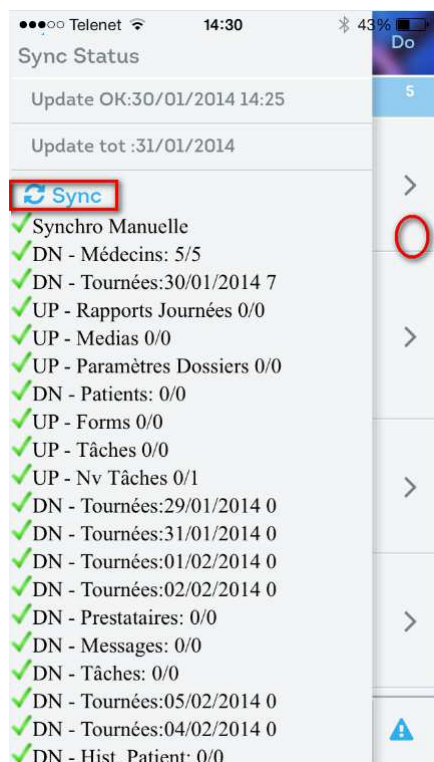 Telenet 14:30 43%
Do
Sync Status
5
Update OK:30/01/2014 14:25
Update tot :31/01/2014
Sync
Synchro Manuelle
DN - Médecins: 5/5
DN - Tournées:30/01/2014 7
UP - Rapports Journées 0/0
UP - Medias 0/0
UP - Paramètres Dossiers 0/0
DN - Patients: 0/0
UP - Forms 0/0
UP - Tâches 0/0
UP - Nv Tâches 0/1
DN - Tournées:29/01/2014 0
DN - Tournées:31/01/2014 0
DN - Tournées:01/02/2014 0
DN - Tournées:02/02/2014 0
DN - Prestataires: 0/0
DN - Messages: 0/0
DN - Tâches: 0/0
DN - Tournées:05/02/2014 0
DN - Tournées:04/02/2014 0
DN - Hist. Patient: 0/0